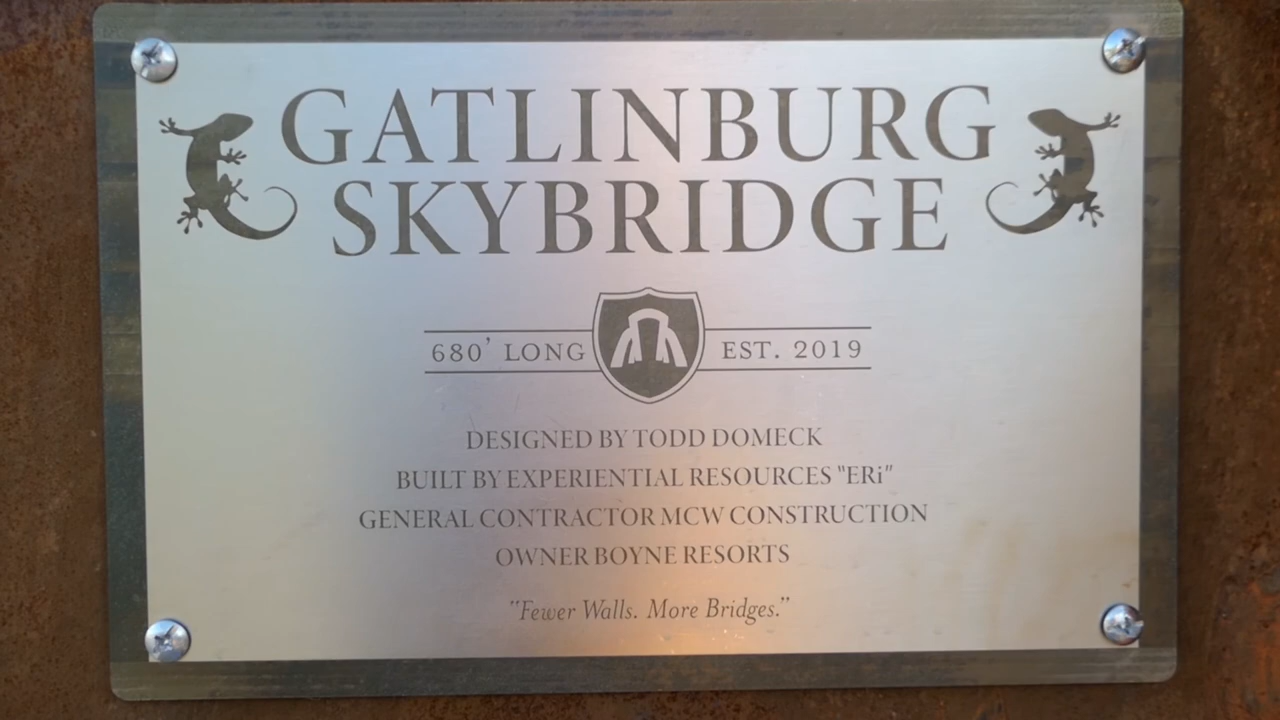 GATLINBURG
SKYBRIDGE
680' LONG EST. 2019
DESIGNED BY TODD DOMECK
BUILT BY EXPERIENTIAL RESOURCES "ERi"
GENERAL CONTRACTOR MCW CONSTRUCTION
OWNER BOYNE RESORTS
"Fewer Walls. More Bridges."